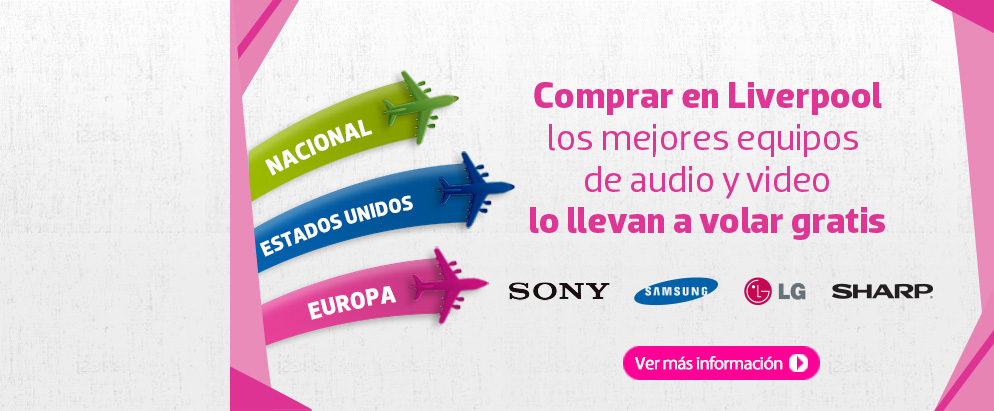 NACIONAL
ESTADOS UNIDOS
EUROPA
Comprar en Liverpool
los mejores equipos
de audio y video
lo llevan a volar gratis
SONY SAMSUNG LG SHARP
Ver más información